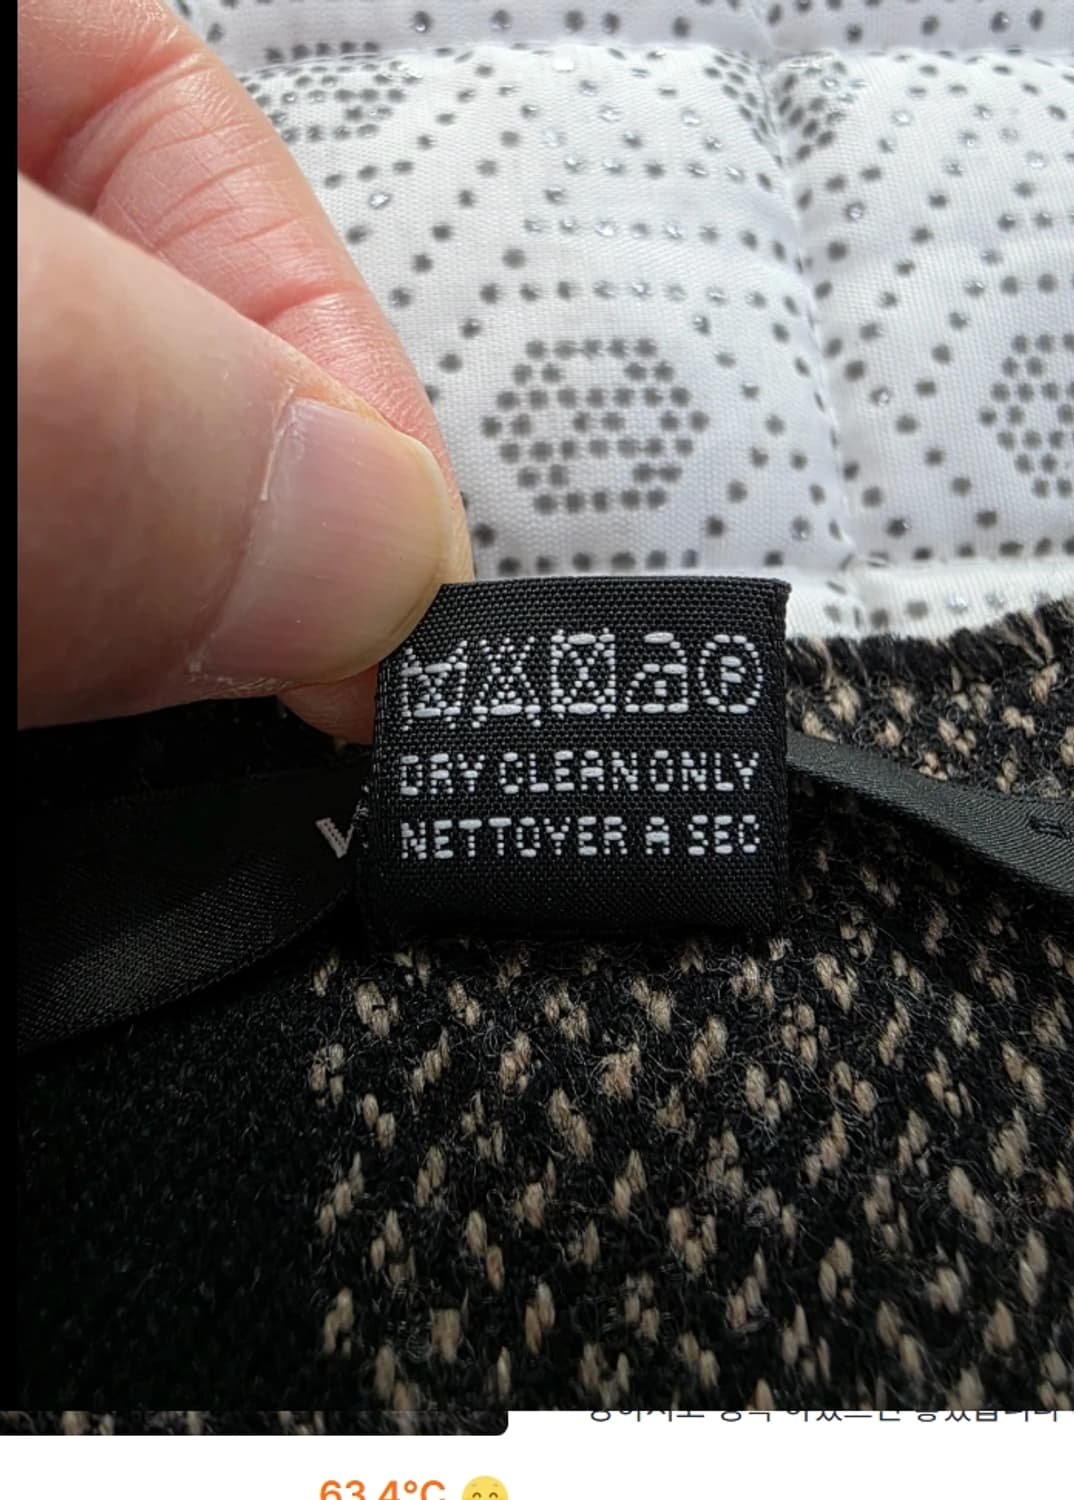 P
DRY CLEAN ONLY
NETTOYER A SEC
63.4°C